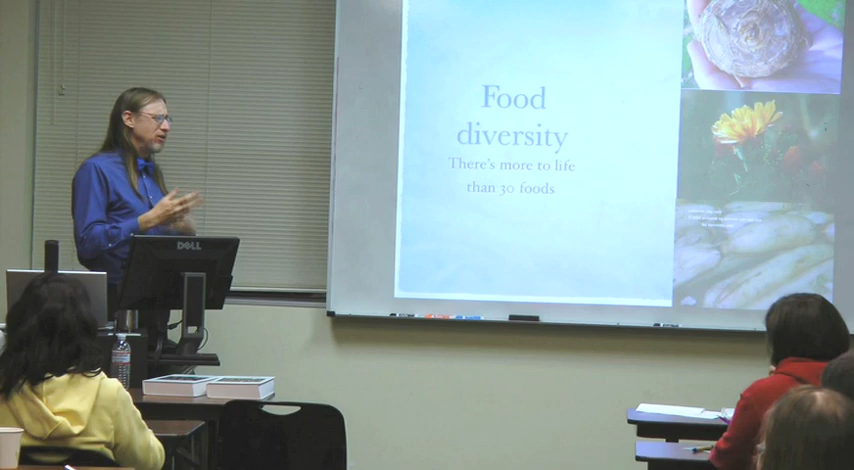 Food
diversity
There's more to life
than 30 foods
DELL